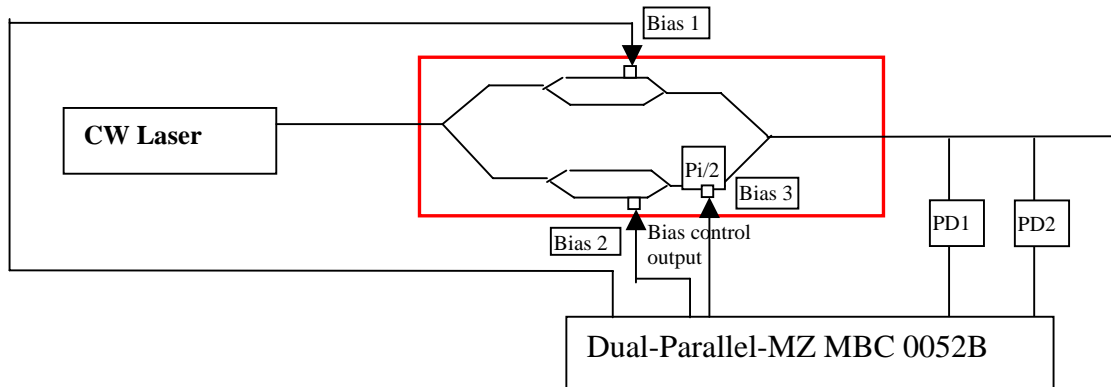 Bias 1
CW Laser
Pi/2
Bias 3
Bias 2
Bias control
output
PD1
PD2
Dual-Parallel-MZ MBC 0052B